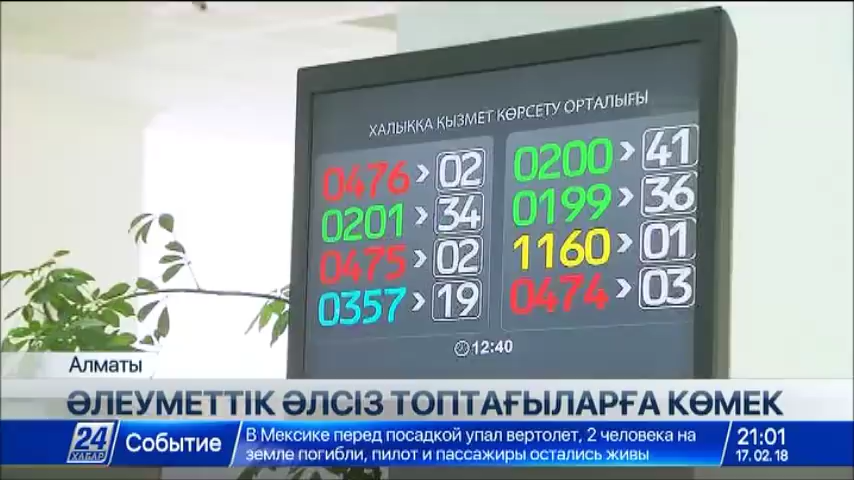 ХАЛЫҚҚА ҚЫЗМЕТ КӨРСЕТУ ОРТАЛЫҒЫ
0476 > 02
0201 > 34
0475 > 02
0357 > 19
0200 > 41
0199 > 36
1160 > 01
0474 > 03
12:40
Алматы
ӘЛЕУМЕТТІК ӘЛСІЗ ТОПТАҒЫЛАРҒА КӨМЕК
24
ХАБАР
Событие
В Мексике перед посадкой упал вертолет, 2 человека на
земле погибли, пилот и пассажиры остались живы
21:01
17.02.18